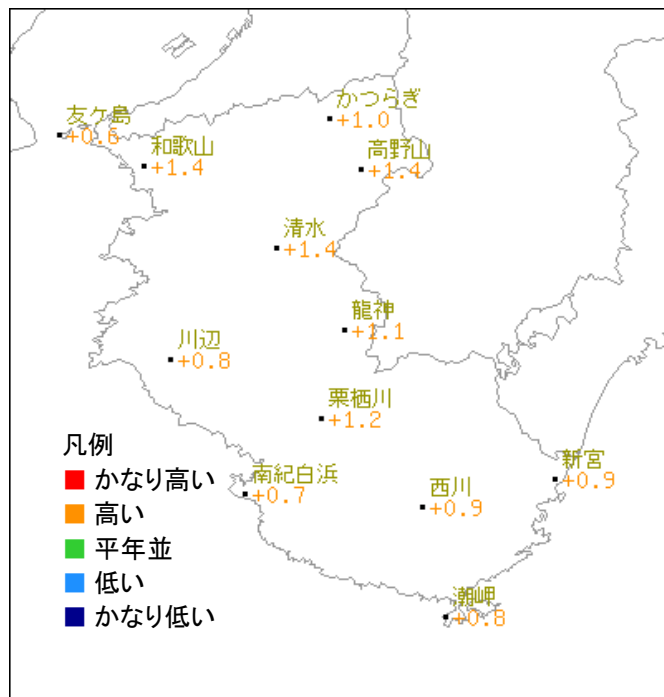 かつらぎ
+1.0
友ケ島
+0.6
和歌山
+1.4
高野山
+1.4
清水
+1.4
龍神
+1.1
川辺
+0.8
栗栖川
+1.2
新宮
+0.9
南紀白浜
+0.7
西川
+0.9
潮岬
+0.8
凡例
かなり高い
高い
平年並
低い
かなり低い